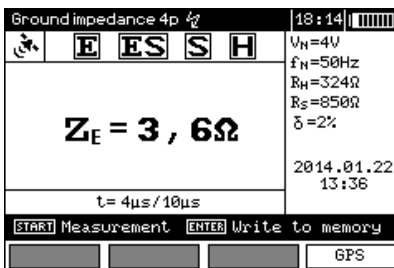 Ground impedance 4p
18:14
E ES S H
VN=4V
fN=50Hz
RH=324Ω
RS=850Ω
δ=2%
ZE = 3 , 6Ω
2014.01.22
13:36
t= 4µs/10µs
START Measurement ENTER Write to memory
GPS